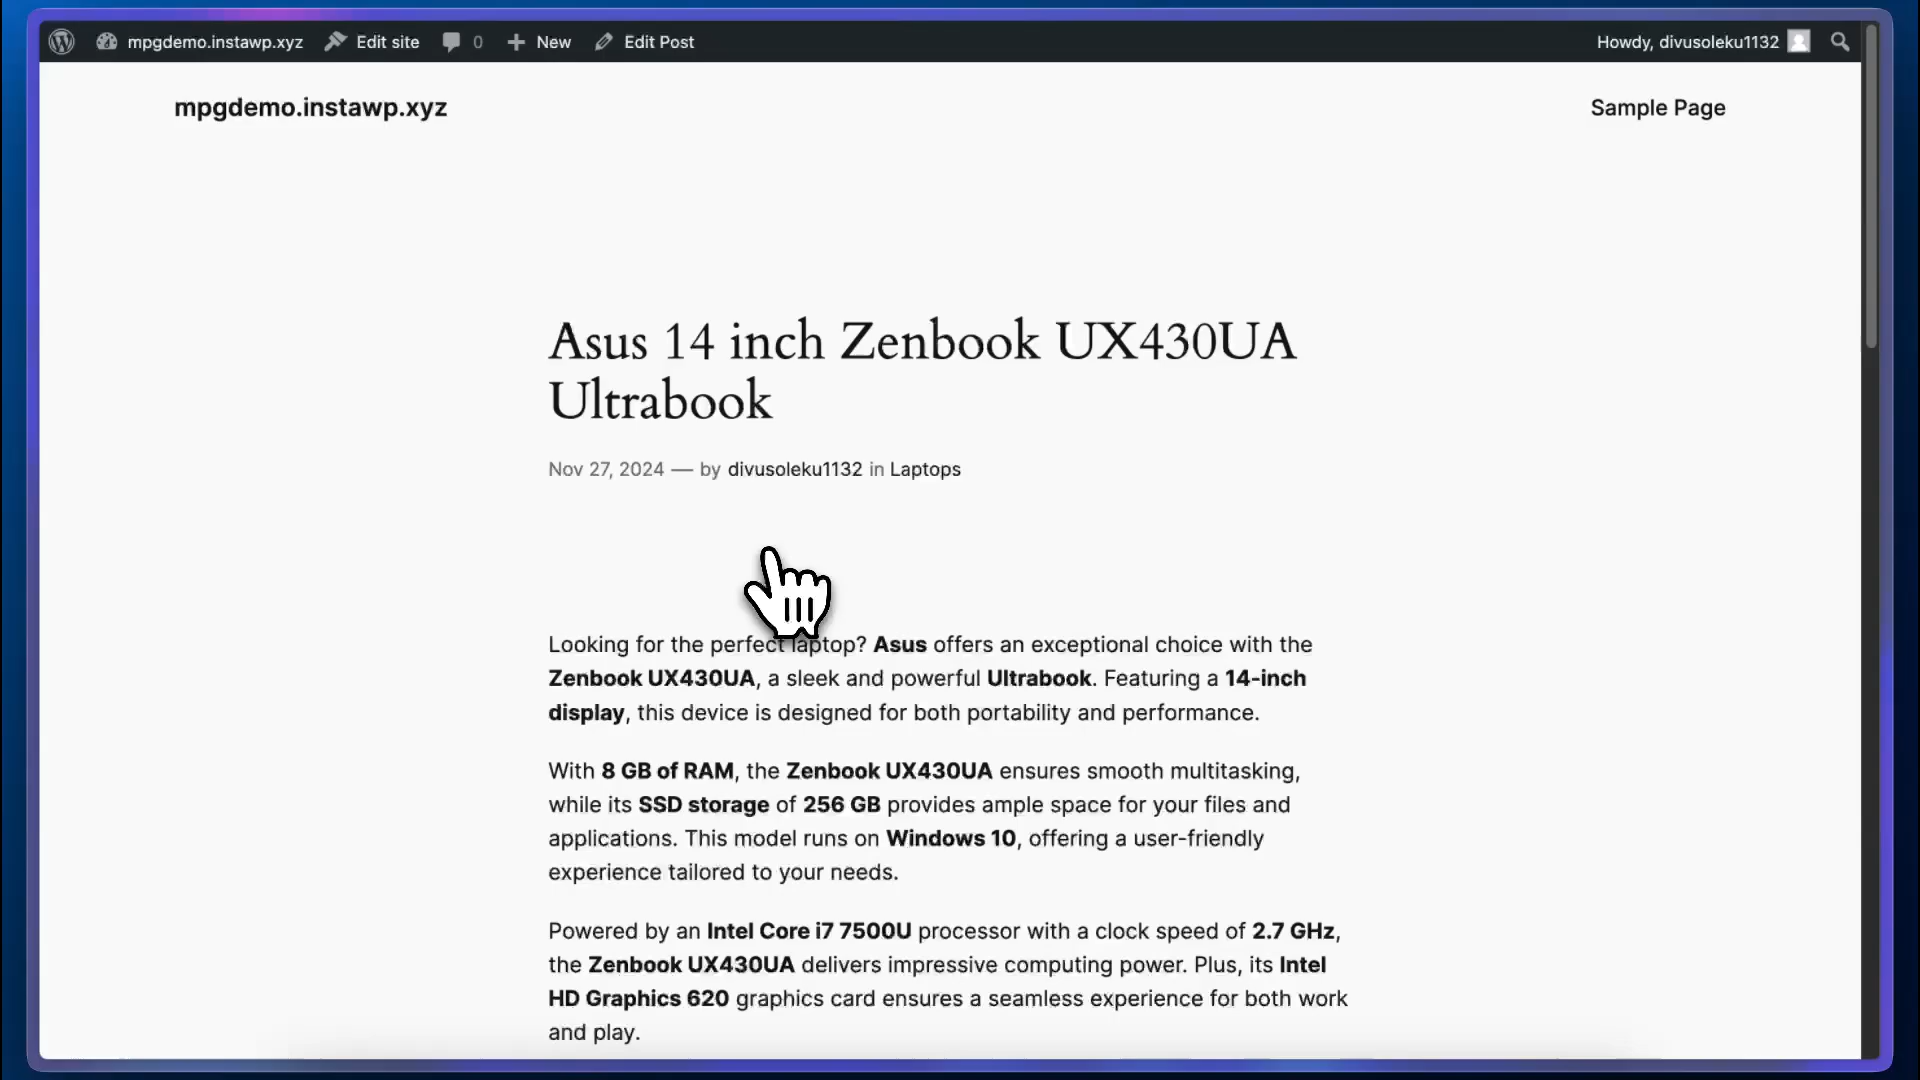 mpgdemo.instawp.xyz Edit site 0 New Edit Post Howdy, divusoleku1132
mpgdemo.instawp.xyz Sample Page
Asus 14 inch Zenbook UX430UA
Ultrabook
Nov 27, 2024 — by divusoleku1132 in Laptops
Looking for the perfect laptop? Asus offers an exceptional choice with the
Zenbook UX430UA, a sleek and powerful Ultrabook. Featuring a 14-inch
display, this device is designed for both portability and performance.
With 8 GB of RAM, the Zenbook UX430UA ensures smooth multitasking,
while its SSD storage of 256 GB provides ample space for your files and
applications. This model runs on Windows 10, offering a user-friendly
experience tailored to your needs.
Powered by an Intel Core i7 7500U processor with a clock speed of 2.7 GHz,
the Zenbook UX430UA delivers impressive computing power. Plus, its Intel
HD Graphics 620 graphics card ensures a seamless experience for both work
and play.